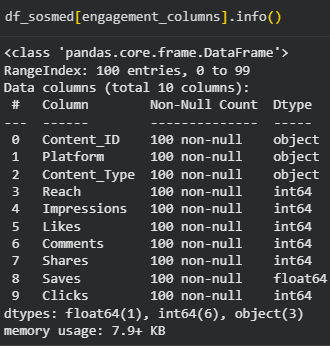 df_sosmed[engagement_columns].info()
<class 'pandas.core.frame.DataFrame'>
RangeIndex: 100 entries, 0 to 99
Data columns (total 10 columns):
 #   Column        Non-Null Count  Dtype
---  ------        --------------  -----
 0   Content_ID    100 non-null    object
 1   Platform      100 non-null    object
 2   Content_Type  100 non-null    object
 3   Reach         100 non-null    int64
 4   Impressions   100 non-null    int64
 5   Likes         100 non-null    int64
 6   Comments      100 non-null    int64
 7   Shares        100 non-null    int64
 8   Saves         100 non-null    float64
 9   Clicks        100 non-null    int64
dtypes: float64(1), int64(6), object(3)
memory usage: 7.9+ KB